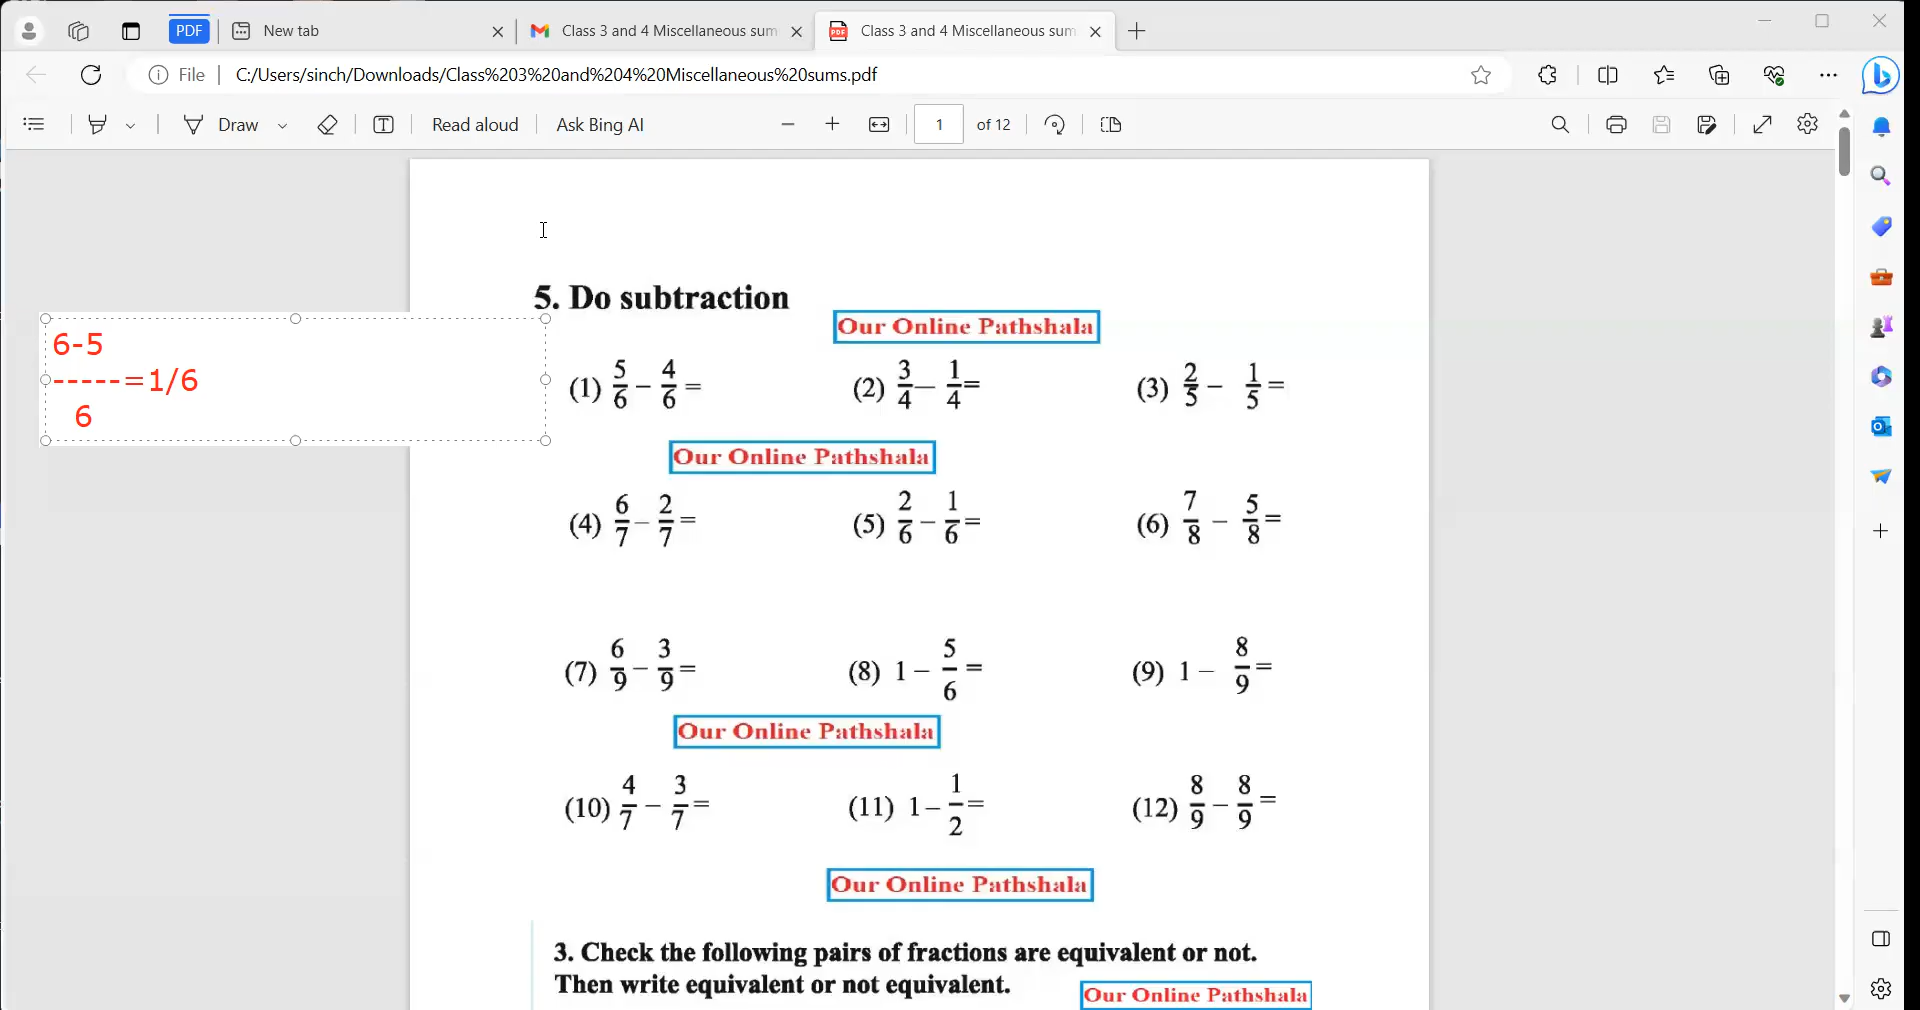 PDF
New tab
Class 3 and 4 Miscellaneous sum
Class 3 and 4 Miscellaneous sum
File
C:/Users/sinch/Downloads/Class%203%20and%204%20Miscellaneous%20sums.pdf
Draw
Read aloud
Ask Bing AI
1
of 12
5. Do subtraction
Our Online Pathshala
6-5
-----=1/6
6
(1) 5/6 − 4/6 =
(2) 3/4 − 1/4 =
(3) 2/5 − 1/5 =
Our Online Pathshala
(4) 6/7 − 2/7 =
(5) 2/6 − 1/6 =
(6) 7/8 − 5/8 =
(7) 6/9 − 3/9 =
(8) 1 − 5/6 =
(9) 1 − 8/9 =
Our Online Pathshala
(10) 4/7 − 3/7 =
(11) 1 − 1/2 =
(12) 8/9 − 8/9 =
Our Online Pathshala
3. Check the following pairs of fractions are equivalent or not.
Then write equivalent or not equivalent.
Our Online Pathshala